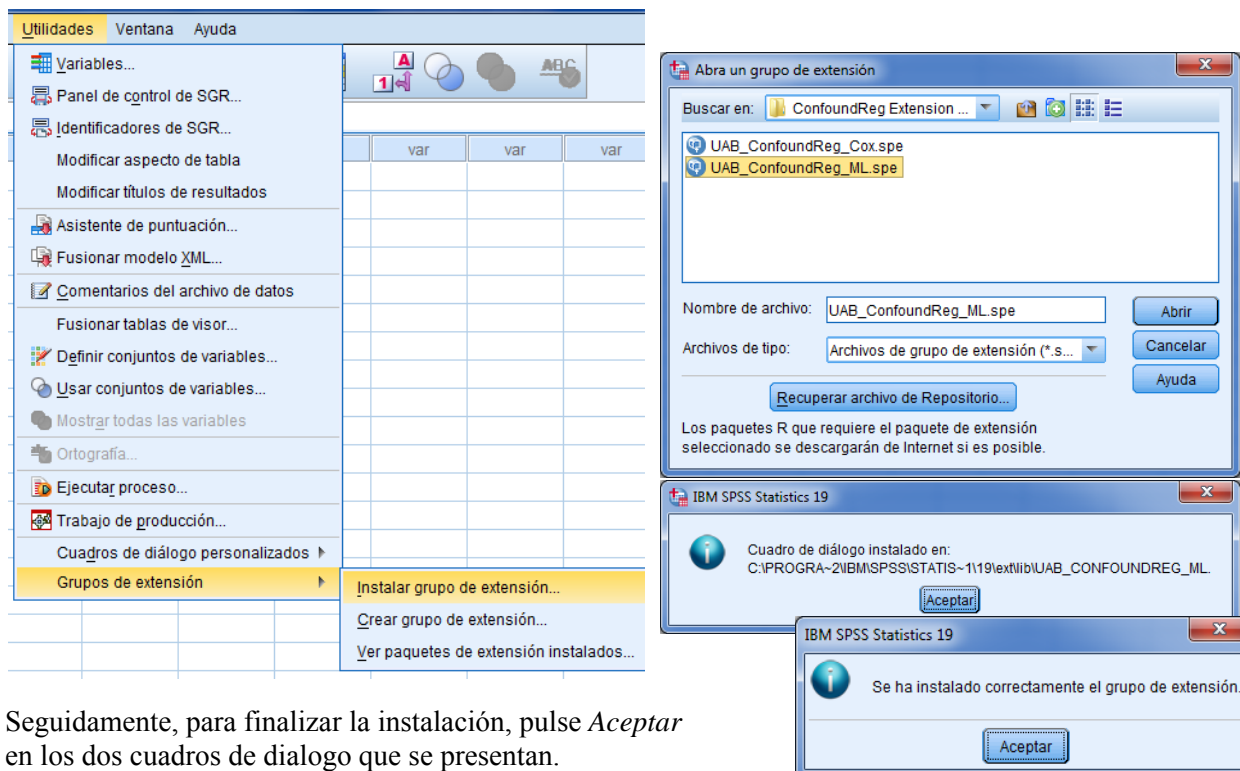 Utilidades Ventana Ayuda
Variables...
Panel de control de SGR...
Identificadores de SGR...
Modificar aspecto de tabla
Modificar títulos de resultados
Asistente de puntuación...
Fusionar modelo XML...
Comentarios del archivo de datos
Fusionar tablas de visor...
Definir conjuntos de variables...
Usar conjuntos de variables...
Mostrar todas las variables
Ortografía...
Ejecutar proceso...
Trabajo de producción...
Cuadros de diálogo personalizados
Grupos de extensión
Instalar grupo de extensión...
Crear grupo de extensión...
Ver paquetes de extensión instalados...
A
1
ABC
var var var
Abra un grupo de extensión
Buscar en: ConfoundReg Extension ...
UAB_ConfoundReg_Cox.spe
UAB_ConfoundReg_ML.spe
Nombre de archivo: UAB_ConfoundReg_ML.spe Abrir
Archivos de tipo: Archivos de grupo de extensión (*.s... Cancelar
Ayuda
Recuperar archivo de Repositorio...
Los paquetes R que requiere el paquete de extensión
seleccionado se descargarán de Internet si es posible.
IBM SPSS Statistics 19
Cuadro de diálogo instalado en:
C:\PROGRA~2\IBM\SPSS\STATIS~1\19\ext\lib\UAB_CONFOUNDREG_ML.
Aceptar
IBM SPSS Statistics 19
Se ha instalado correctamente el grupo de extensión.
Aceptar
Seguidamente, para finalizar la instalación, pulse Aceptar
en los dos cuadros de dialogo que se presentan.